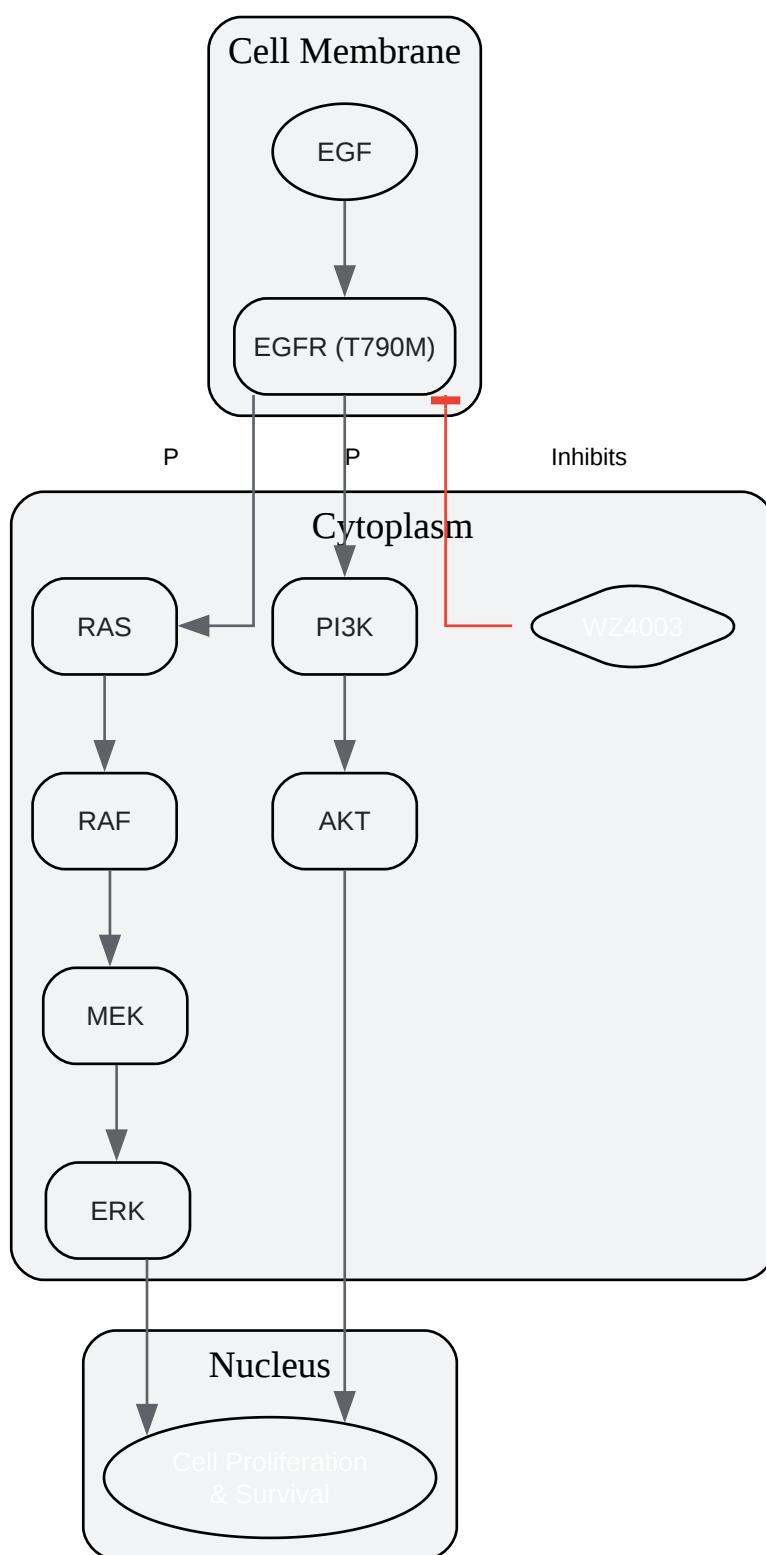 Cell Membrane
EGF
EGFR (T790M)
P
P
Inhibits
Cytoplasm
RAS
PI3K
WZ4003
RAF
AKT
MEK
ERK
Nucleus
Cell Proliferation
& Survival